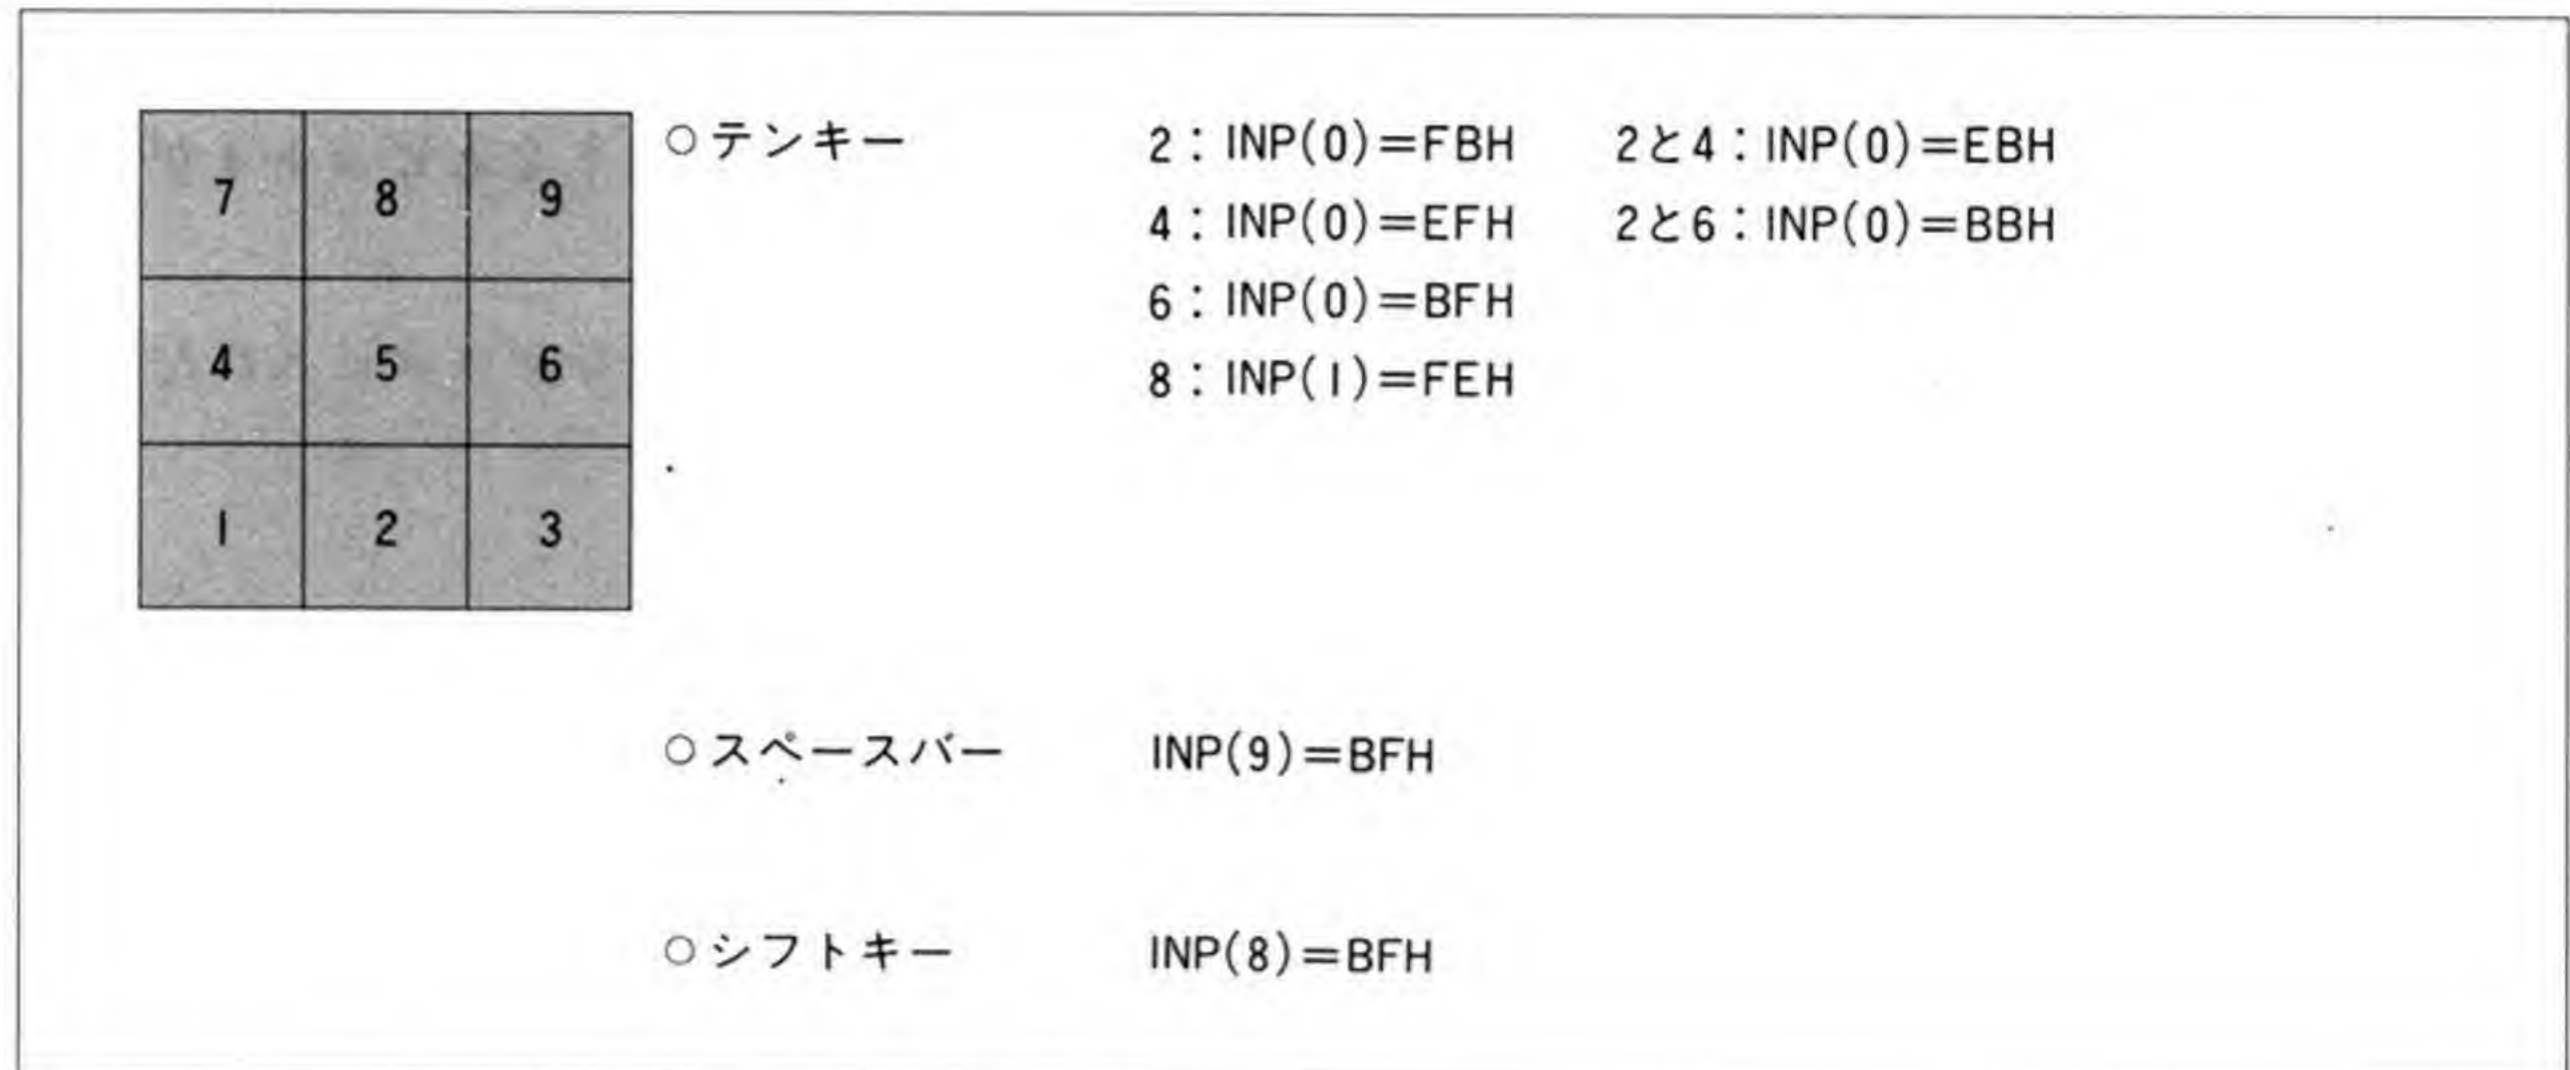 7 8 9
4 5 6
1 2 3
○テンキー 2：INP(0)=FBH 2と4：INP(0)=EBH
4：INP(0)=EFH 2と6：INP(0)=BBH
6：INP(0)=BFH
8：INP(1)=FEH
○スペースバー INP(9)=BFH
○シフトキー INP(8)=BFH